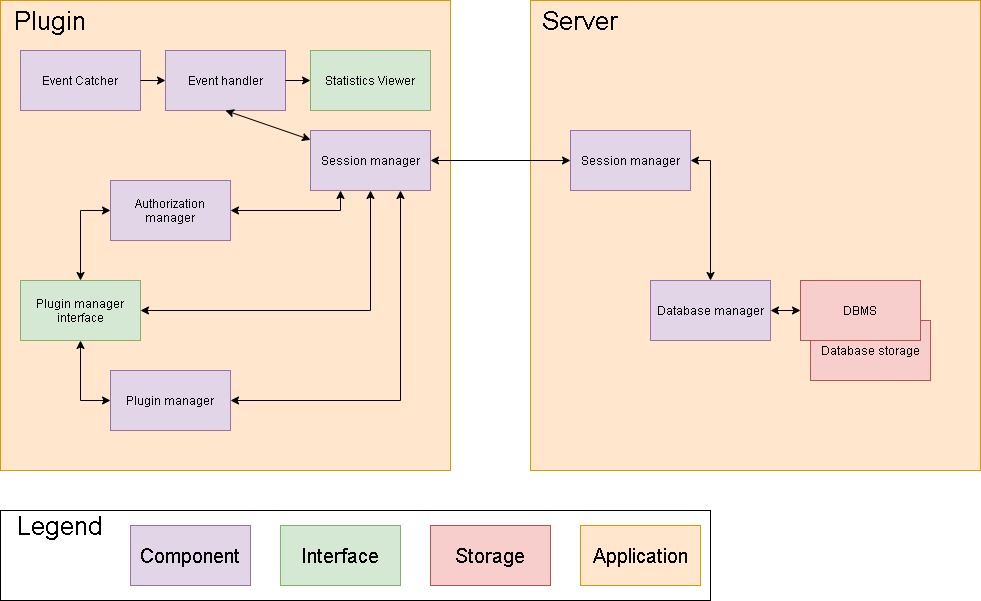 Plugin
Event Catcher
Event handler
Statistics Viewer
Session manager
Authorization
manager
Plugin manager
interface
Plugin manager
Server
Session manager
Database manager
DBMS
Database storage
Legend
Component
Interface
Storage
Application